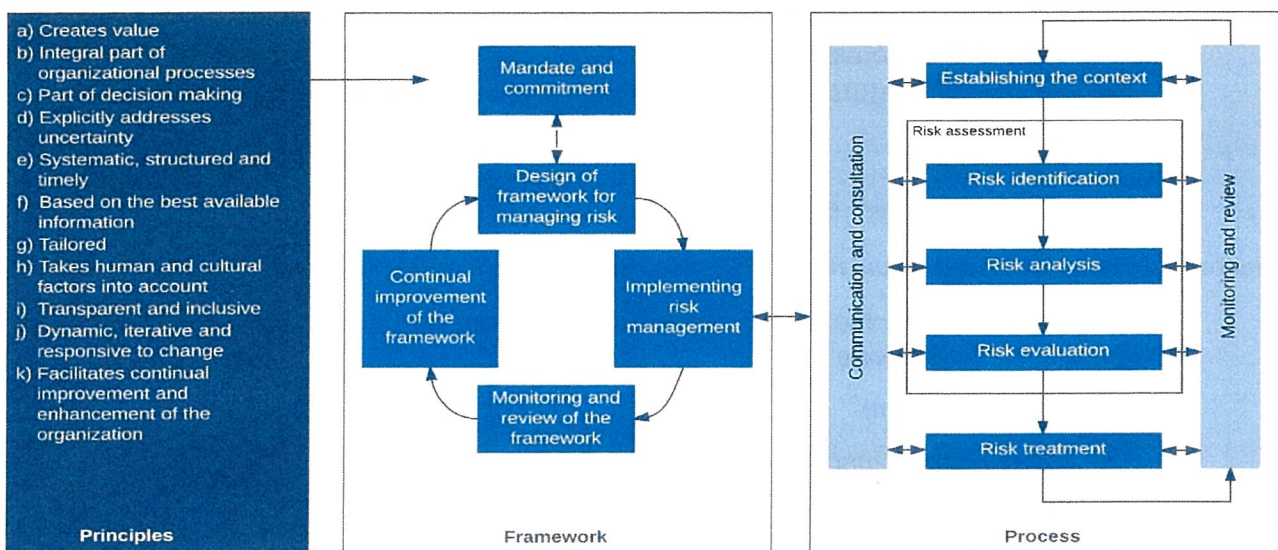 a) Creates value
b) Integral part of
organizational processes
c) Part of decision making
d) Explicitly addresses
uncertainty
e) Systematic, structured and
timely
f) Based on the best available
information
g) Tailored
h) Takes human and cultural
factors into account
i) Transparent and inclusive
j) Dynamic, iterative and
responsive to change
k) Facilitates continual
improvement and
enhancement of the
organization
Principles
Mandate and
commitment
Design of
framework for
managing risk
Continual
improvement
of the
framework
Implementing
risk
management
Monitoring and
review of the
framework
Framework
Communication and consultation
Establishing the context
Risk assessment
Risk identification
Risk analysis
Risk evaluation
Risk treatment
Monitoring and review
Process